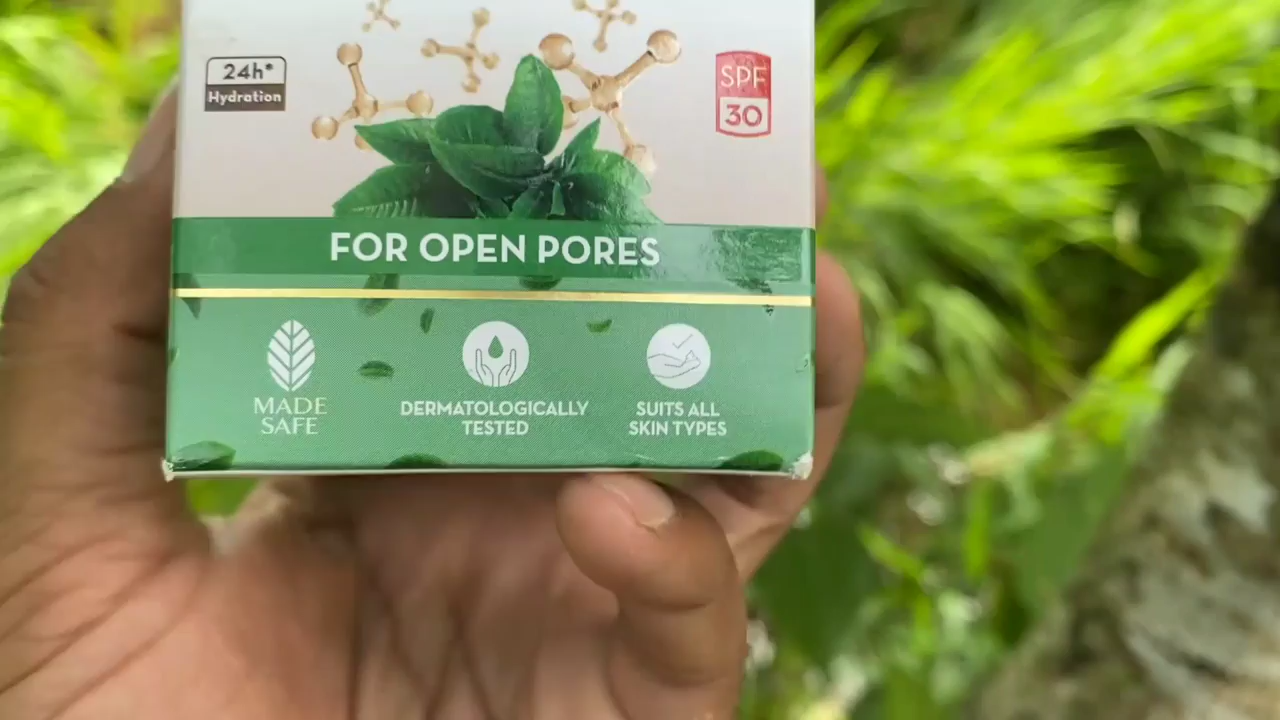 24h*
Hydration
SPF
30
FOR OPEN PORES
MADE
SAFE
DERMATOLOGICALLY
TESTED
SUITS ALL
SKIN TYPES